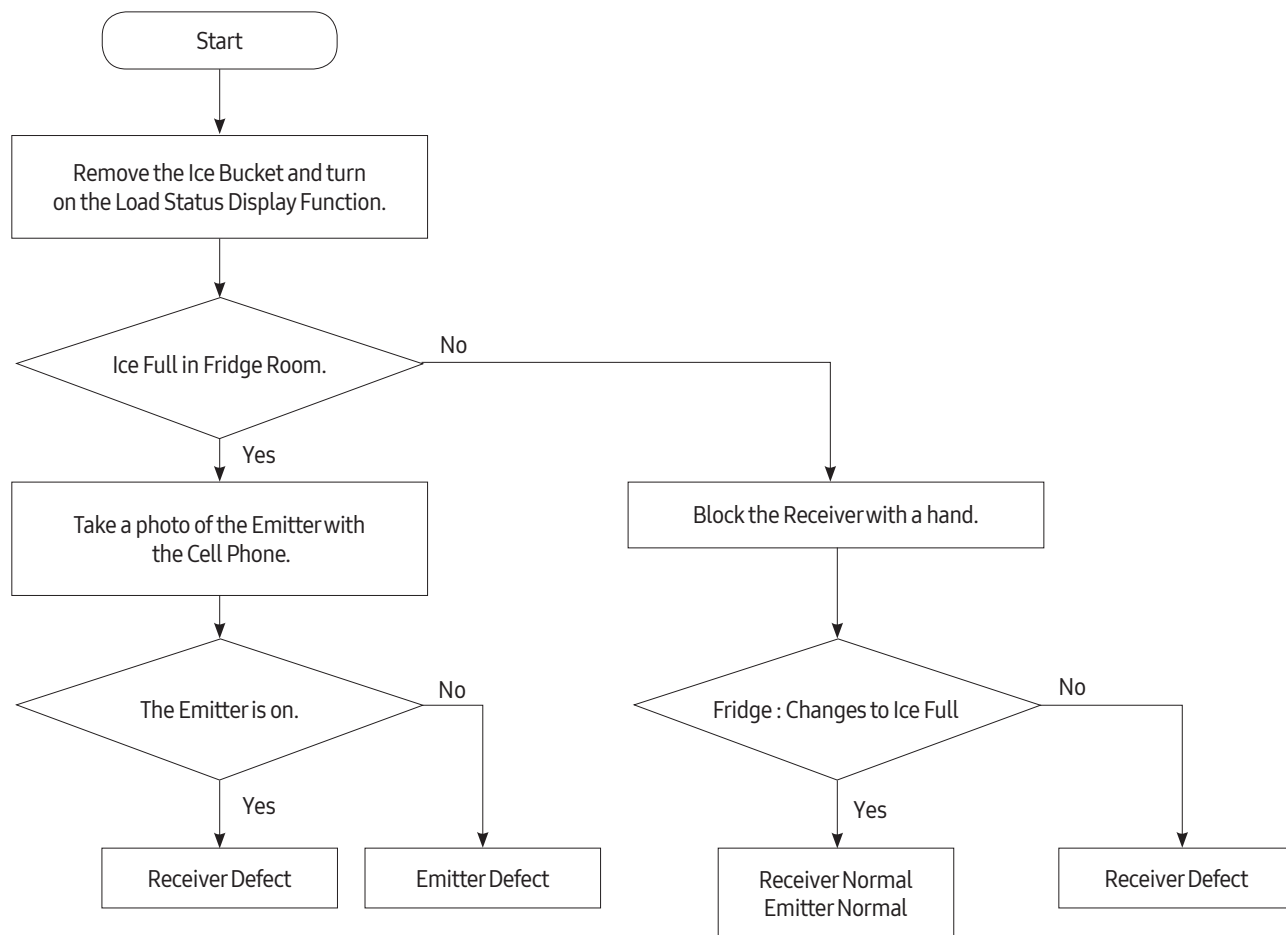 Start
Remove the Ice Bucket and turn
on the Load Status Display Function.
Ice Full in Fridge Room.
No
Yes
Take a photo of the Emitter with
the Cell Phone.
Block the Receiver with a hand.
The Emitter is on.
No
Fridge : Changes to Ice Full
No
Yes
Yes
Receiver Defect
Emitter Defect
Receiver Normal
Emitter Normal
Receiver Defect